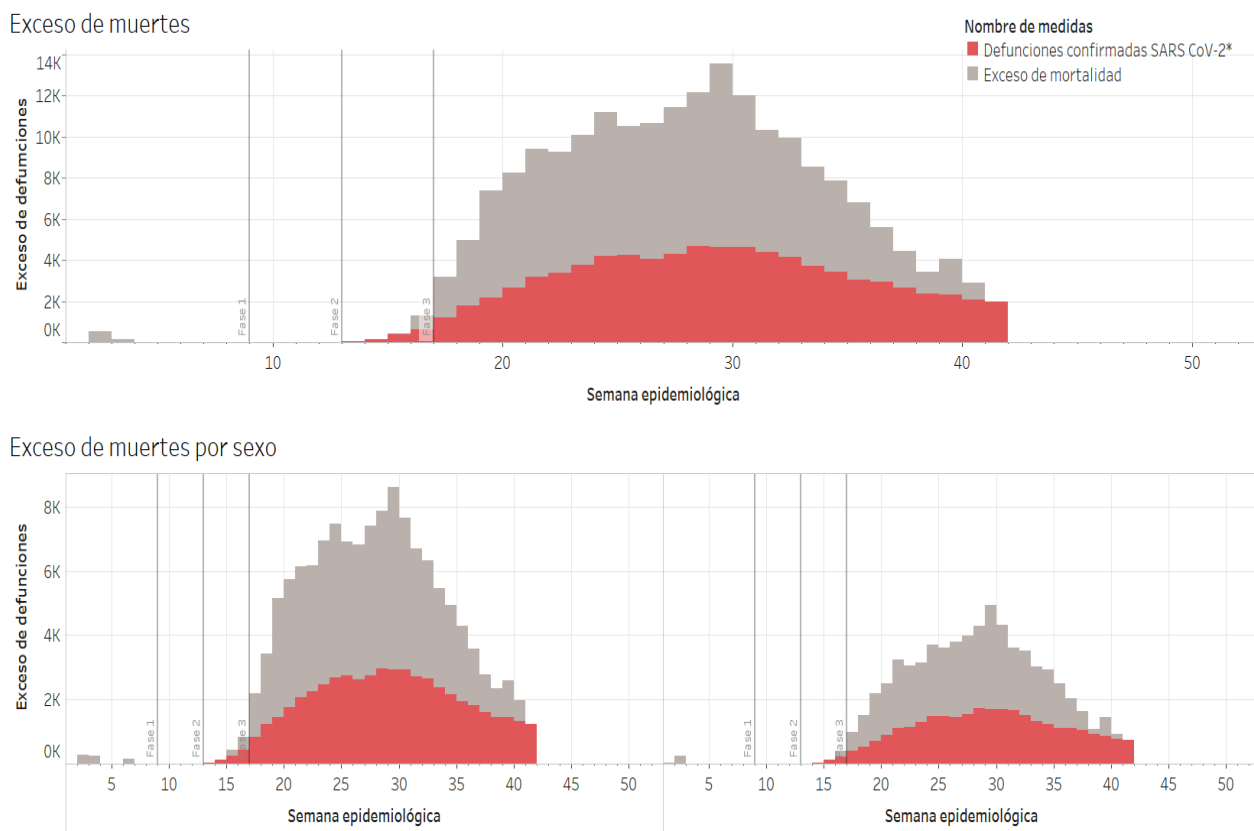 Exceso de muertes
Nombre de medidas
Defunciones confirmadas SARS CoV-2*
Exceso de mortalidad
Exceso de defumciones
14K
12K
10K
8K
6K
4K
2K
0K
Fase 1
Fase 2
Fase 3
10 20 30 40 50
Semana epidemiológica
Exceso de muertes por sexo
Exceso de defunciones
8K
6K
4K
2K
0K
Fase 1
Fase 2
Fase 3
Fase 1
Fase 2
Fase 3
5 10 15 20 25 30 35 40 45 50 5 10 15 20 25 30 35 40 45 50
Semana epidemiológica Semana epidemiológica